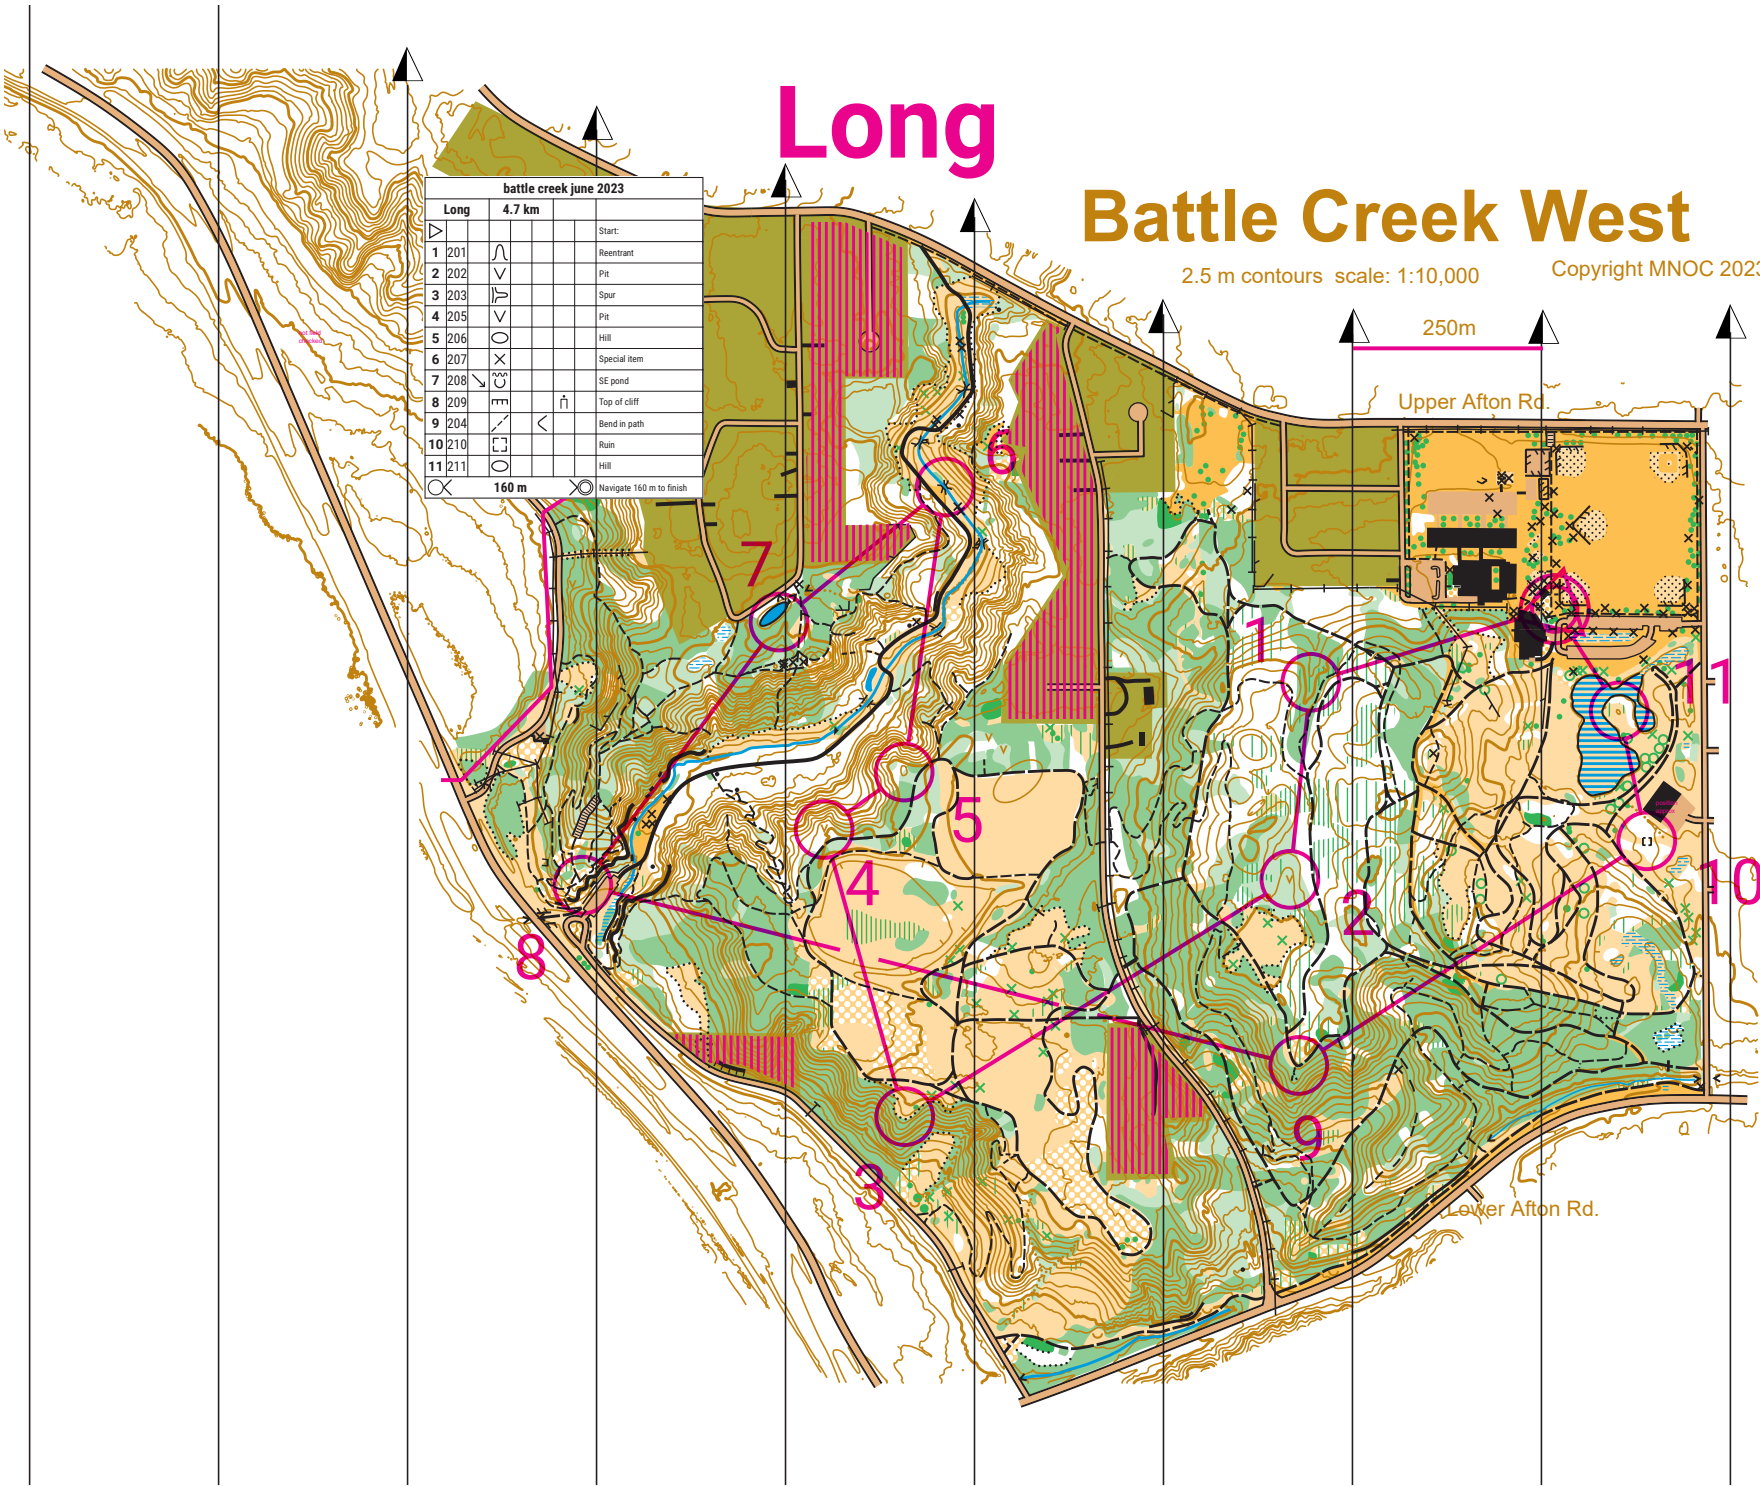 Long
Battle Creek West
2.5 m contours scale: 1:10,000
Copyright MNOC 202
250m
Upper Afton Rd.
battle creek june 2023
Long 4.7 km
Start:
1 201 Reentrant
2 202 Pit
3 203 Spur
4 205 Pit
5 206 Hill
6 207 Special item
7 208 SE pond
8 209 Top of cliff
9 204 Bend in path
10 210 Ruin
11 211 Hill
160 m Navigate 160 m to finish
not field
checked
6
7
1
11
5
4
10
2
8
9
3
Lower Afton Rd.